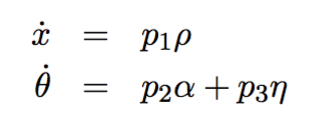 ẋ = p₁ρ
θ̇ = p₂α + p₃η